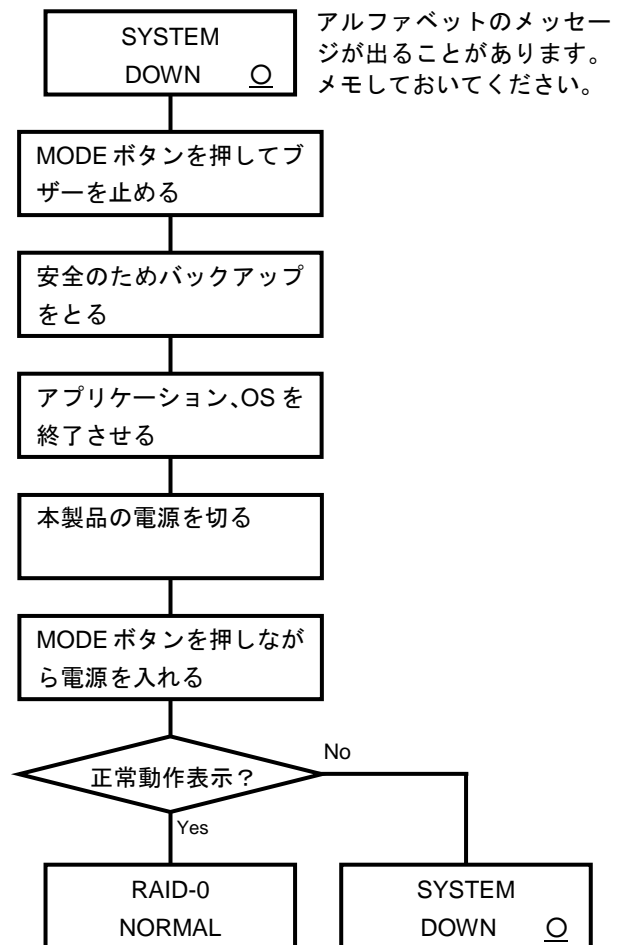 SYSTEM
DOWN O
アルファベットのメッセー
ジが出ることがあります。
メモしておいてください。
MODE ボタンを押してブ
ザーを止める
安全のためバックアップ
をとる
アプリケーション、OS を
終了させる
本製品の電源を切る
MODE ボタンを押しなが
ら電源を入れる
正常動作表示？
No
Yes
RAID-0
NORMAL
SYSTEM
DOWN O